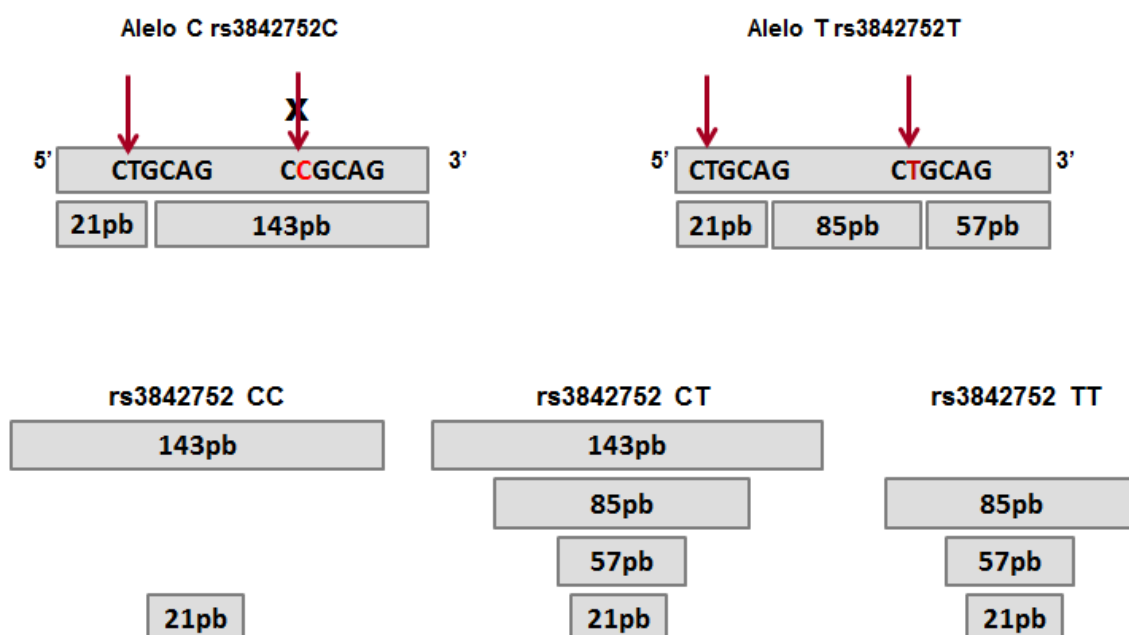 Alelo C rs3842752C
Alelo T rs3842752T
X
5’ CTGCAG CCGCAG 3’
5’ CTGCAG CTGCAG 3’
21pb 143pb
21pb 85pb 57pb
rs3842752 CC rs3842752 CT rs3842752 TT
143pb 143pb
85pb 85pb
57pb 57pb
21pb 21pb 21pb